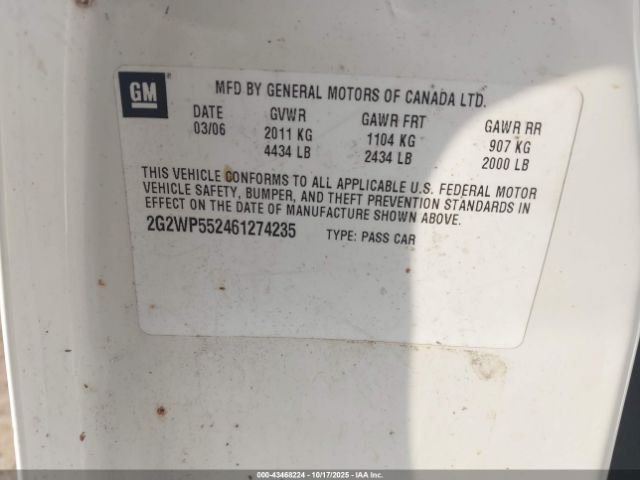 GM
MFD BY GENERAL MOTORS OF CANADA LTD.
DATE GVWR GAWR FRT GAWR RR
03/06 2011 KG 1104 KG 907 KG
4434 LB 2434 LB 2000 LB
THIS VEHICLE CONFORMS TO ALL APPLICABLE U.S. FEDERAL MOTOR
VEHICLE SAFETY, BUMPER, AND THEFT PREVENTION STANDARDS IN
EFFECT ON THE DATE OF MANUFACTURE SHOWN ABOVE.
2G2WP552461274235 TYPE: PASS CAR
000-43468224 - 10/17/2025 - IAA Inc.